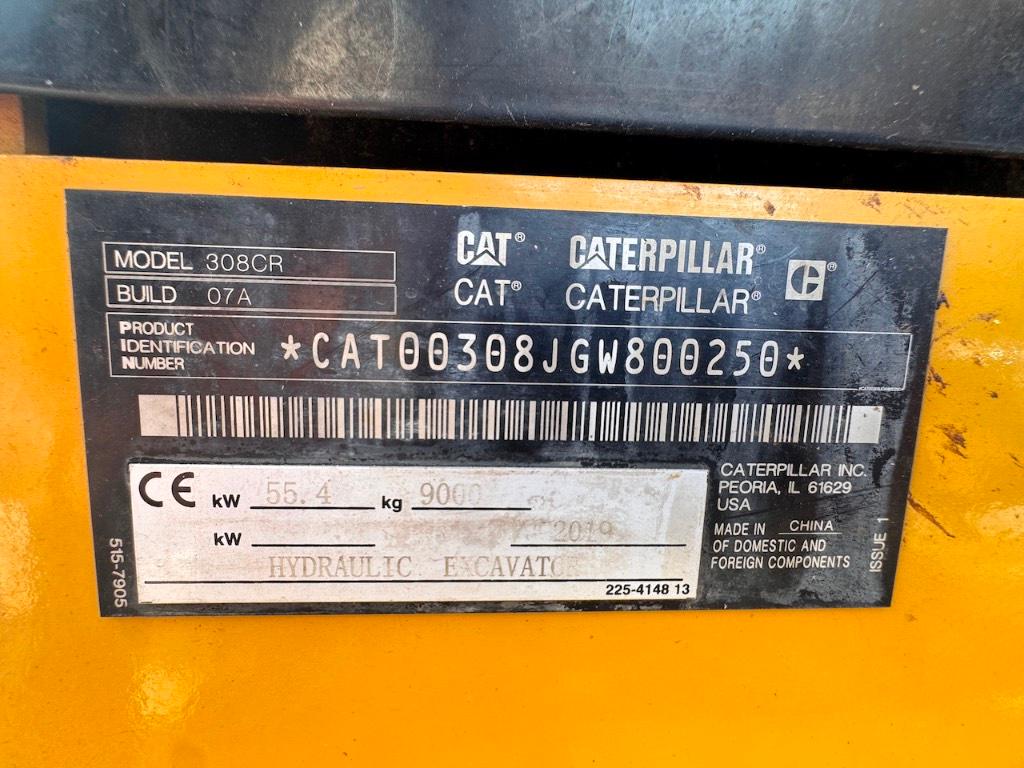 MODEL 308CR
BUILD 07A
CAT® CATERPILLAR® C®
CAT® CATERPILLAR®
PRODUCT IDENTIFICATION NUMBER *CAT00308JGW800250*
CE kW 55.4 kg 9000
kW 2019
HYDRAULIC EXCAVATOR
225-4148 13
CATERPILLAR INC.
PEORIA, IL 61629
USA
MADE IN CHINA
OF DOMESTIC AND
FOREIGN COMPONENTS
ISSUE 1
515-7905